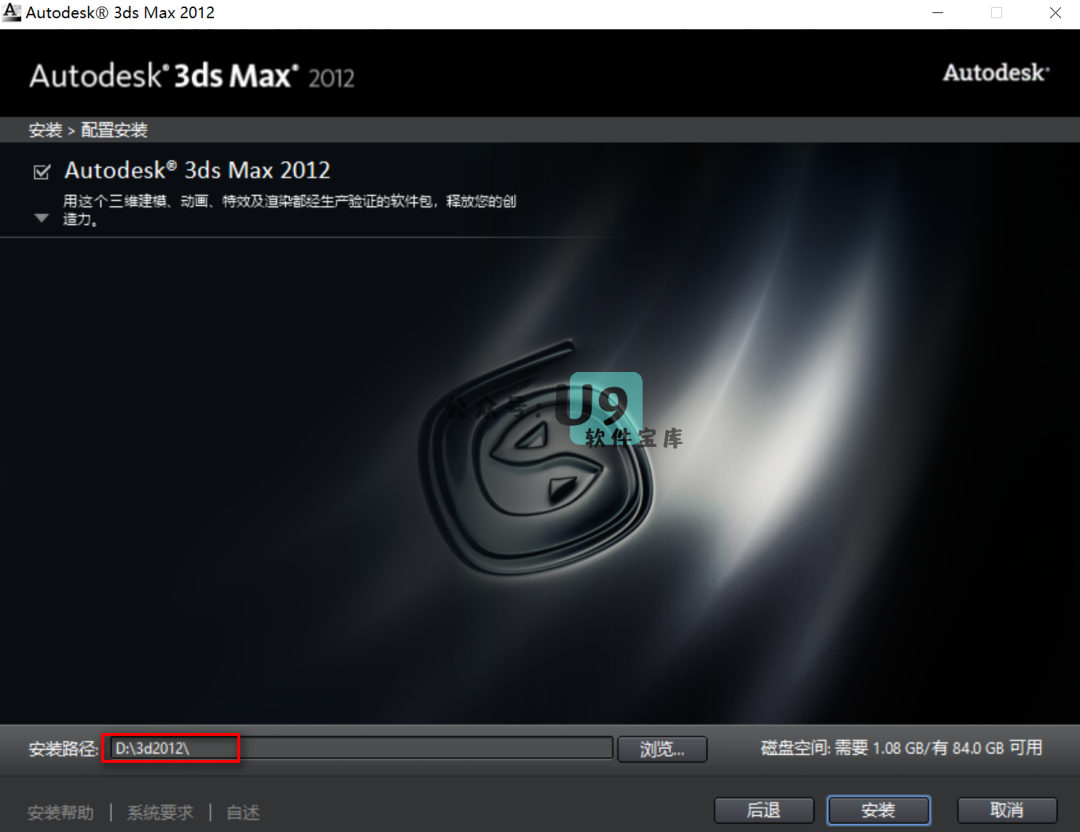 Autodesk® 3ds Max 2012
Autodesk® 3ds Max® 2012
Autodesk®
安装 > 配置安装
Autodesk® 3ds Max 2012
用这个三维建模、动画、特效及渲染都经生产验证的软件包，释放您的创
造力。
公众号：U9
软件宝库
安装路径: D:\3d2012\ 浏览... 磁盘空间: 需要 1.08 GB/有 84.0 GB 可用
安装帮助 | 系统要求 | 自述 后退 安装 取消